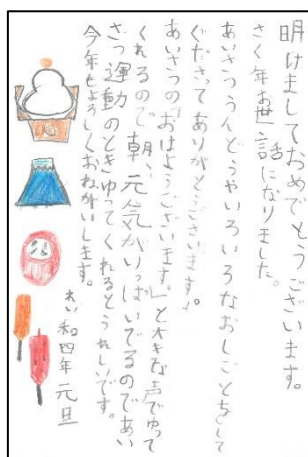 明けましておめでとうございます。
さく年お世話になりました。
あいさつうんどうやいろいろなおしごとをして
くださってありがとうございます。
あいさつの「おはようございます。」と大きな声でゆって
くれるので朝、元気がいっぱいでるのであい
さつ運動のときゆってくれるとうれしいです。
今年もよろしくおねがいします。
れい和四年元旦